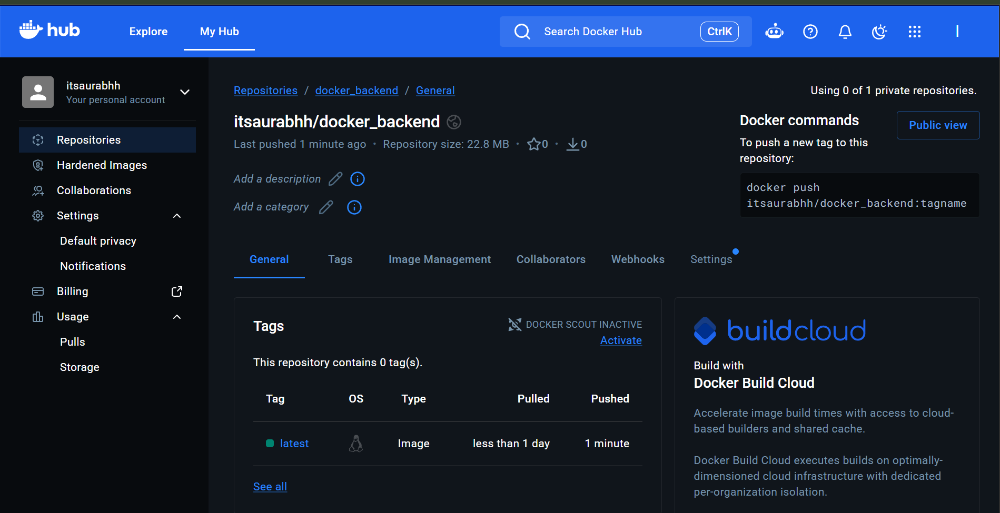 hub
Explore
My Hub
Search Docker Hub
CtrlK
I
itsaurabhh
Your personal account
Repositories
Hardened Images
Collaborations
Settings
Default privacy
Notifications
Billing
Usage
Pulls
Storage
Repositories / docker_backend / General
Using 0 of 1 private repositories.
itsaurabhh/docker_backend
Last pushed 1 minute ago • Repository size: 22.8 MB • 0 • 0
Add a description
Add a category
Docker commands
Public view
To push a new tag to this
repository:
docker push
itsaurabhh/docker_backend:tagname
General
Tags
Image Management
Collaborators
Webhooks
Settings
Tags
DOCKER SCOUT INACTIVE
Activate
This repository contains 0 tag(s).
Tag OS Type Pulled Pushed
latest Image less than 1 day 1 minute
See all
buildcloud
Build with
Docker Build Cloud
Accelerate image build times with access to cloud-
based builders and shared cache.
Docker Build Cloud executes builds on optimally-
dimensioned cloud infrastructure with dedicated
per-organization isolation.